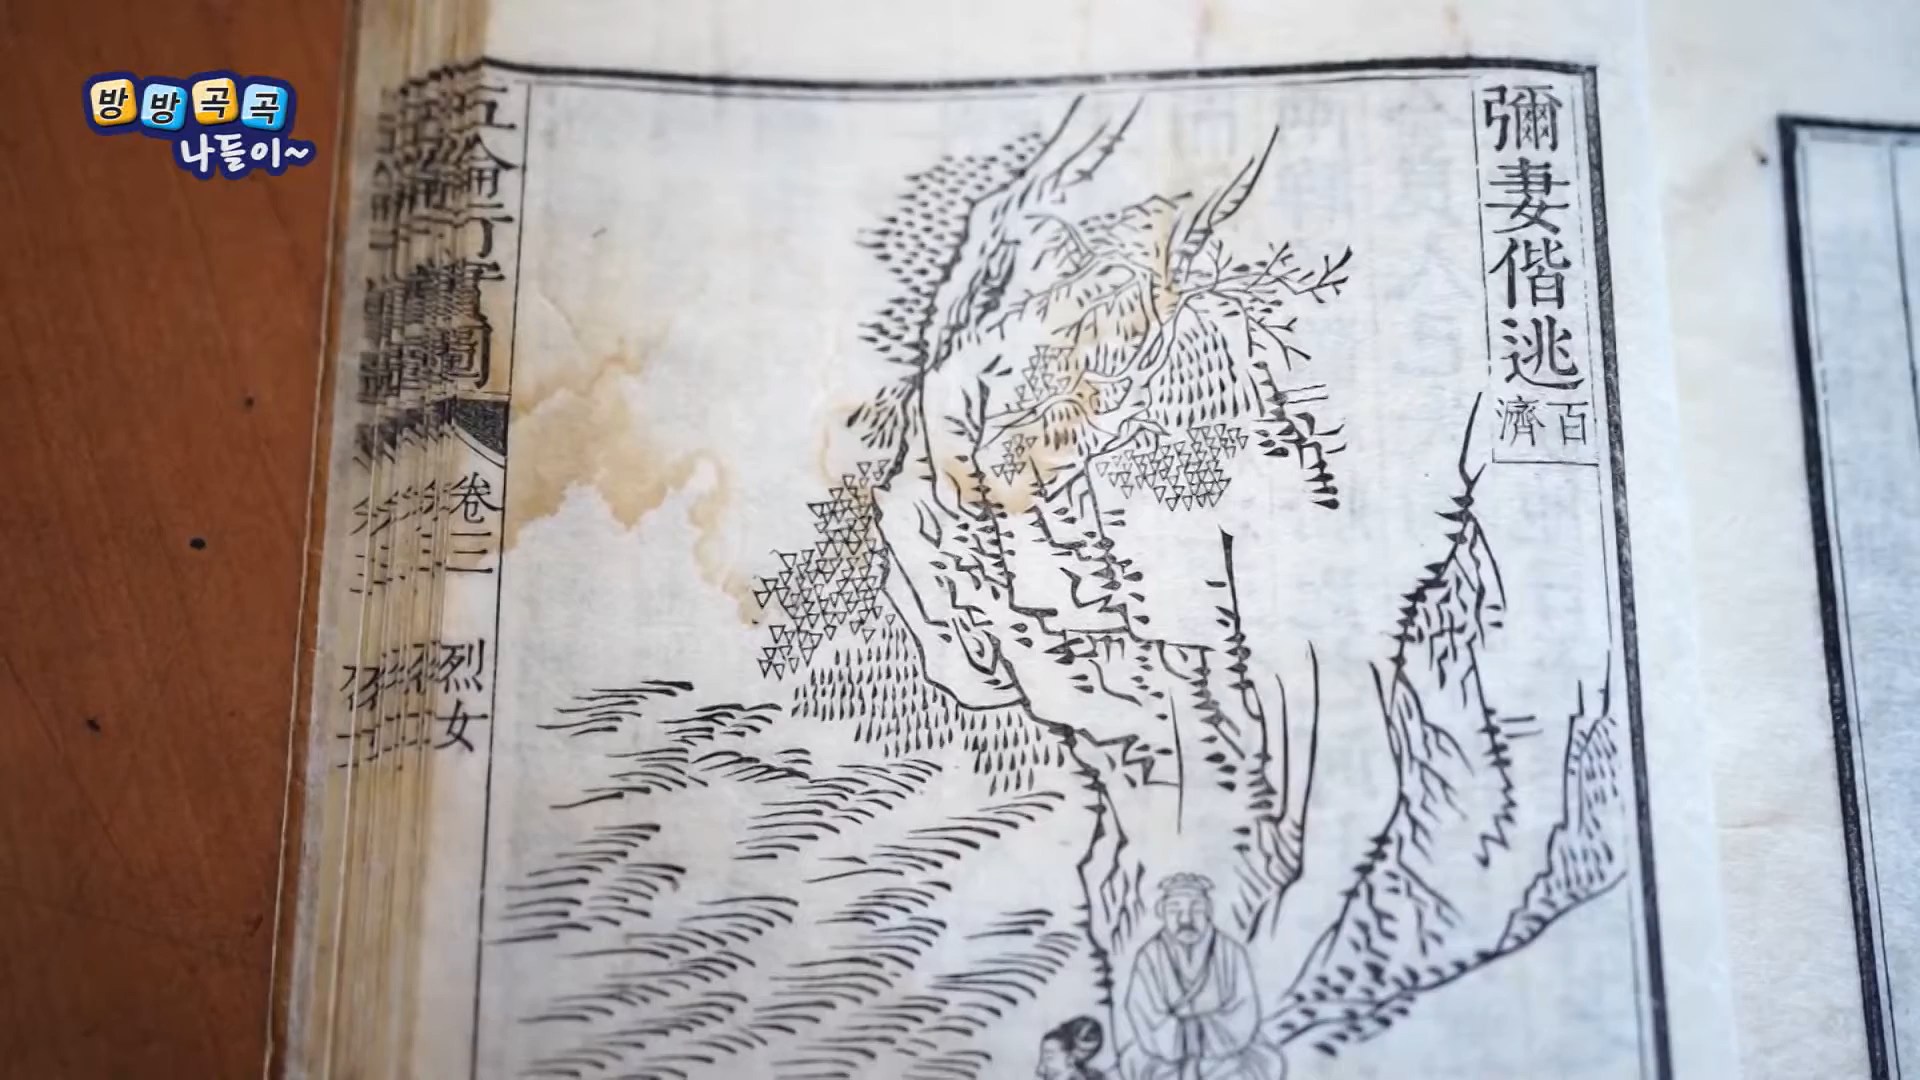 방방곡곡
나들이~
彌妻偕逃
百濟
五倫行實圖
卷三
烈女